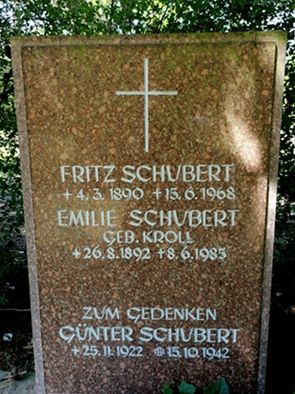 FRITZ SCHUBERT
* 4.3.1890 + 15.6.1968
EMILIE SCHUBERT
GEB. KROLL
* 26.8.1892 + 8.6.1985
ZUM GEDENKEN
GÜNTER SCHUBERT
* 25.11.1922 ✠ 15.10.1942